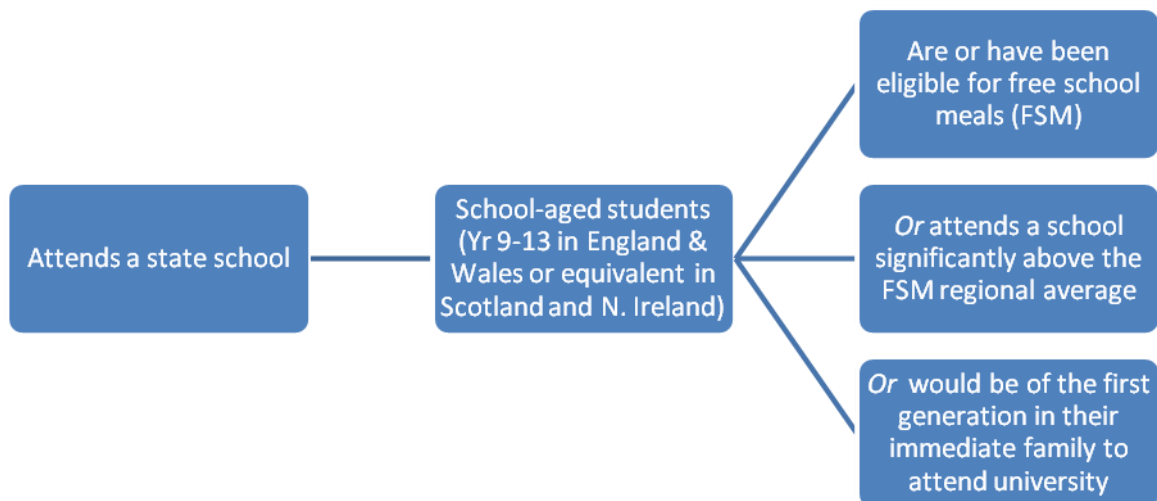 Attends a state school
School-aged students
(Yr 9-13 in England &
Wales or equivalent in
Scotland and N. Ireland)
Are or have been
eligible for free school
meals (FSM)
Or attends a school
significantly above the
FSM regional average
Or would be of the first
generation in their
immediate family to
attend university